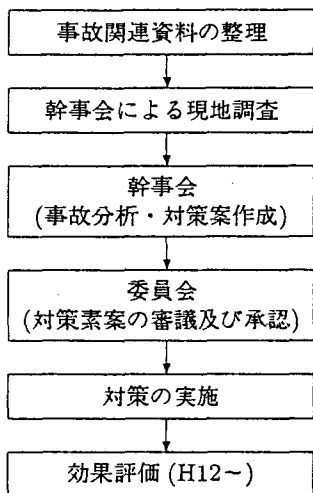 事故関連資料の整理
幹事会による現地調査
幹事会
(事故分析・対策案作成)
委員会
(対策素案の審議及び承認)
対策の実施
効果評価 (H12～)